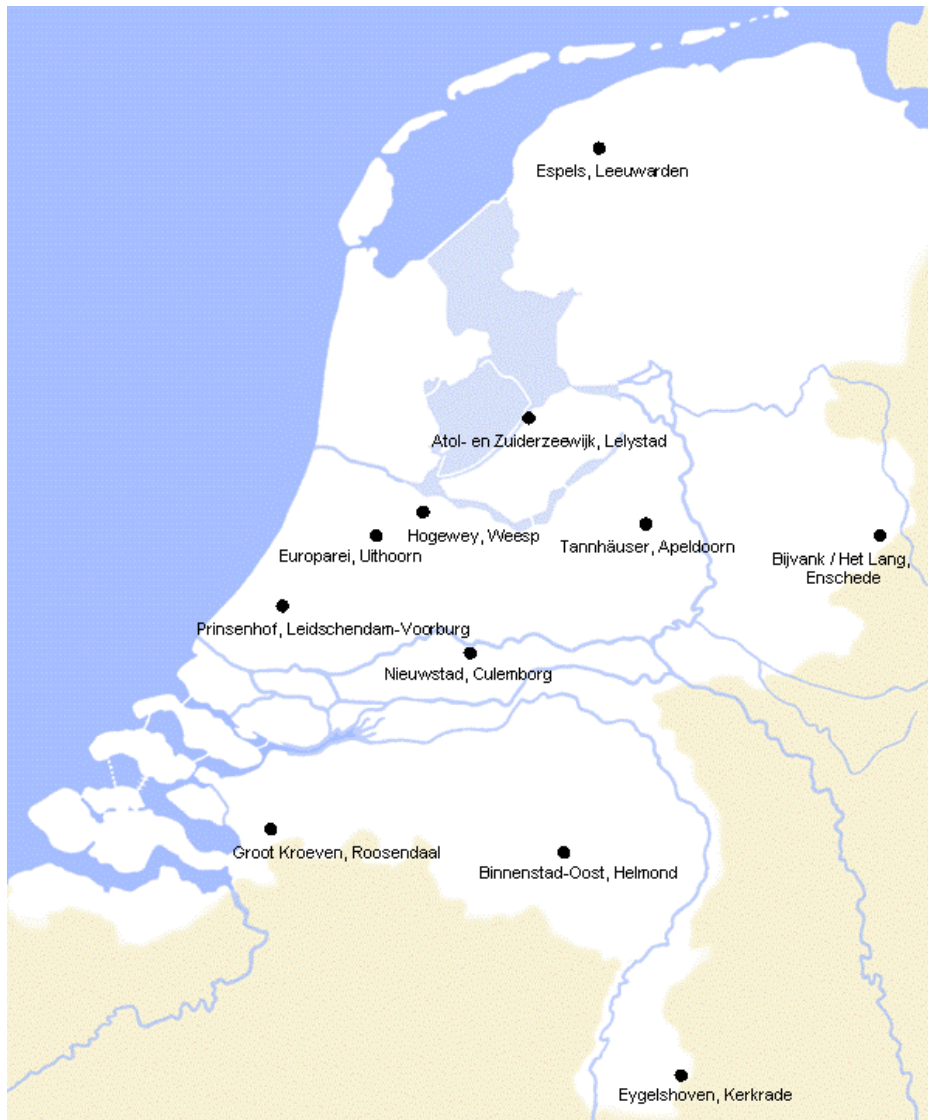 Espels, Leeuwarden
Atol- en Zuiderzeewijk, Lelystad
Hogewey, Weesp
Europarei, Uithoorn
Tannhäuser, Apeldoorn
Bijvank / Het Lang,
Enschede
Prinsenhof, Leidschendam-Voorburg
Nieuwstad, Culemborg
Groot Kroeven, Roosendaal
Binnenstad-Oost, Helmond
Eygelshoven, Kerkrade